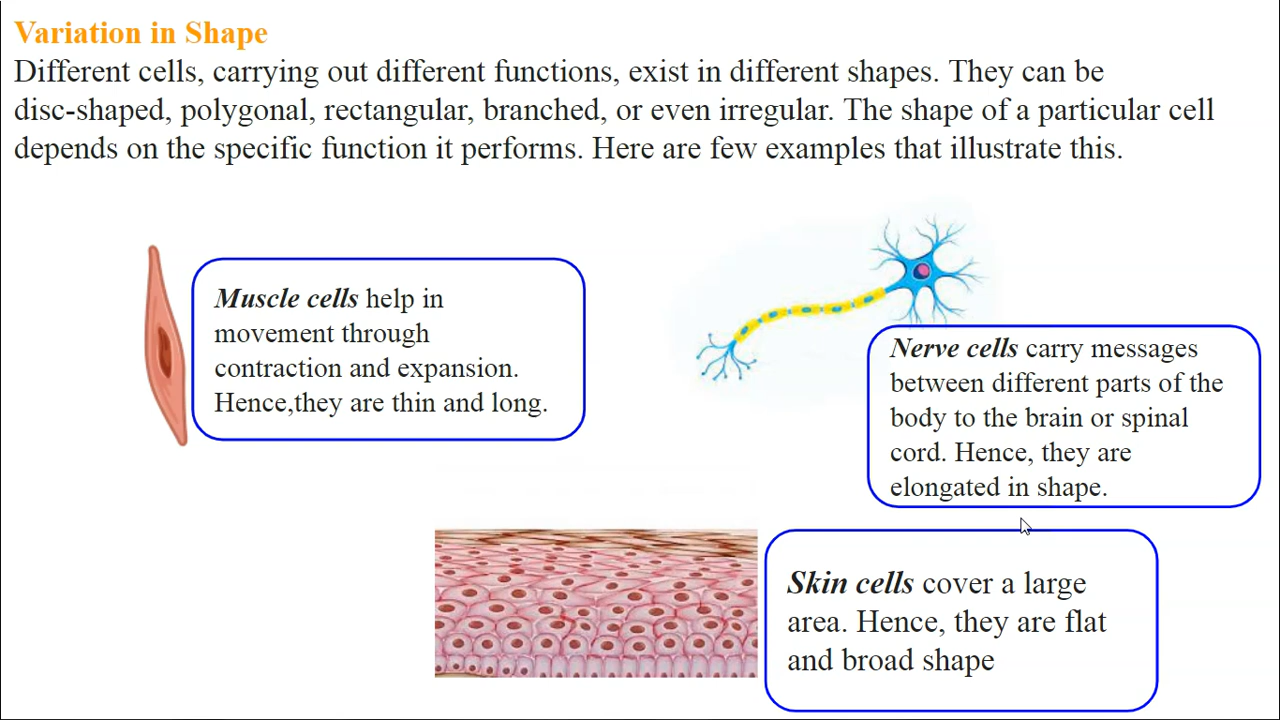 Variation in Shape
Different cells, carrying out different functions, exist in different shapes. They can be
disc-shaped, polygonal, rectangular, branched, or even irregular. The shape of a particular cell
depends on the specific function it performs. Here are few examples that illustrate this.
Muscle cells help in
movement through
contraction and expansion.
Hence,they are thin and long.
Nerve cells carry messages
between different parts of the
body to the brain or spinal
cord. Hence, they are
elongated in shape.
Skin cells cover a large
area. Hence, they are flat
and broad shape